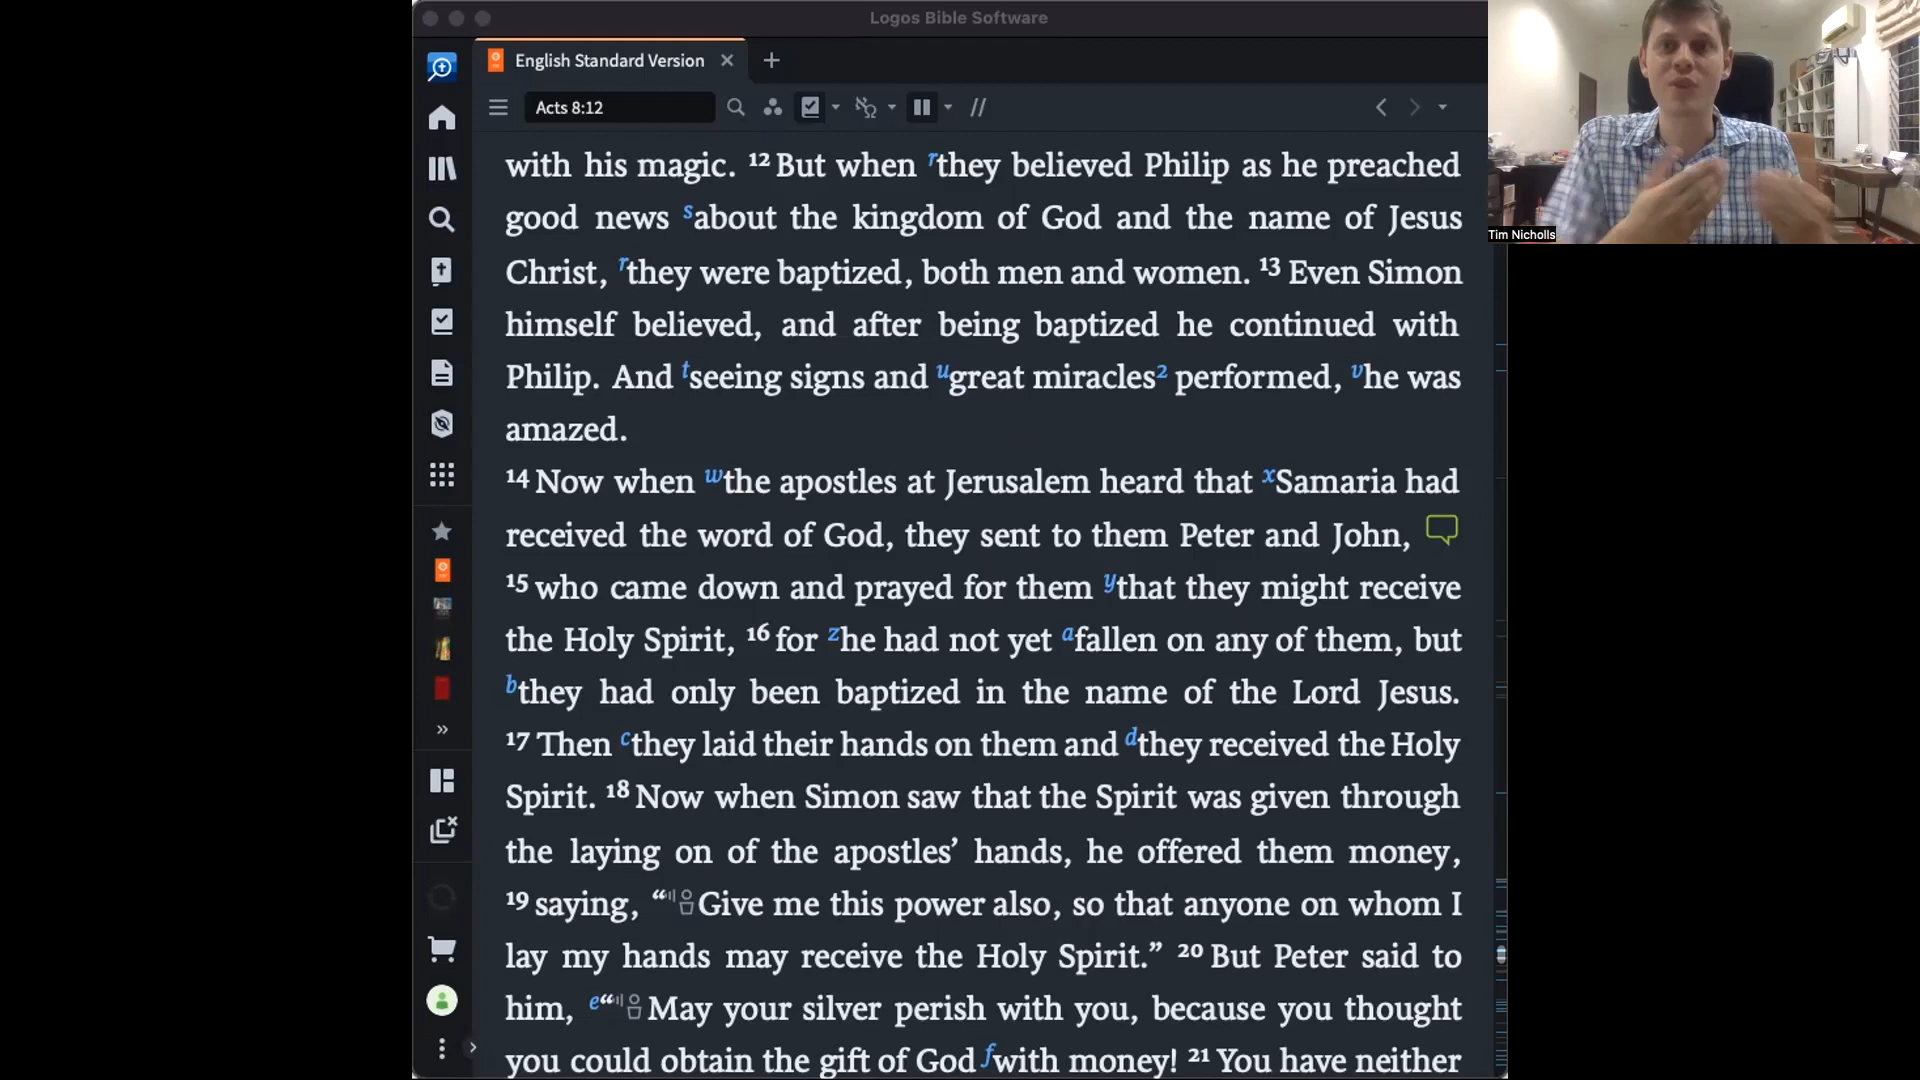 Logos Bible Software
English Standard Version
Acts 8:12
with his magic. 12 But when r they believed Philip as he preached
good news s about the kingdom of God and the name of Jesus
Christ, r they were baptized, both men and women. 13 Even Simon
himself believed, and after being baptized he continued with
Philip. And t seeing signs and u great miracles2 performed, v he was
amazed.
14 Now when w the apostles at Jerusalem heard that x Samaria had
received the word of God, they sent to them Peter and John,
15 who came down and prayed for them y that they might receive
the Holy Spirit, 16 for z he had not yet a fallen on any of them, but
b they had only been baptized in the name of the Lord Jesus.
17 Then c they laid their hands on them and d they received the Holy
Spirit. 18 Now when Simon saw that the Spirit was given through
the laying on of the apostles’ hands, he offered them money,
19 saying, “Give me this power also, so that anyone on whom I
lay my hands may receive the Holy Spirit.” 20 But Peter said to
him, e “May your silver perish with you, because you thought
you could obtain the gift of God f with money! 21 You have neither
Tim Nicholls